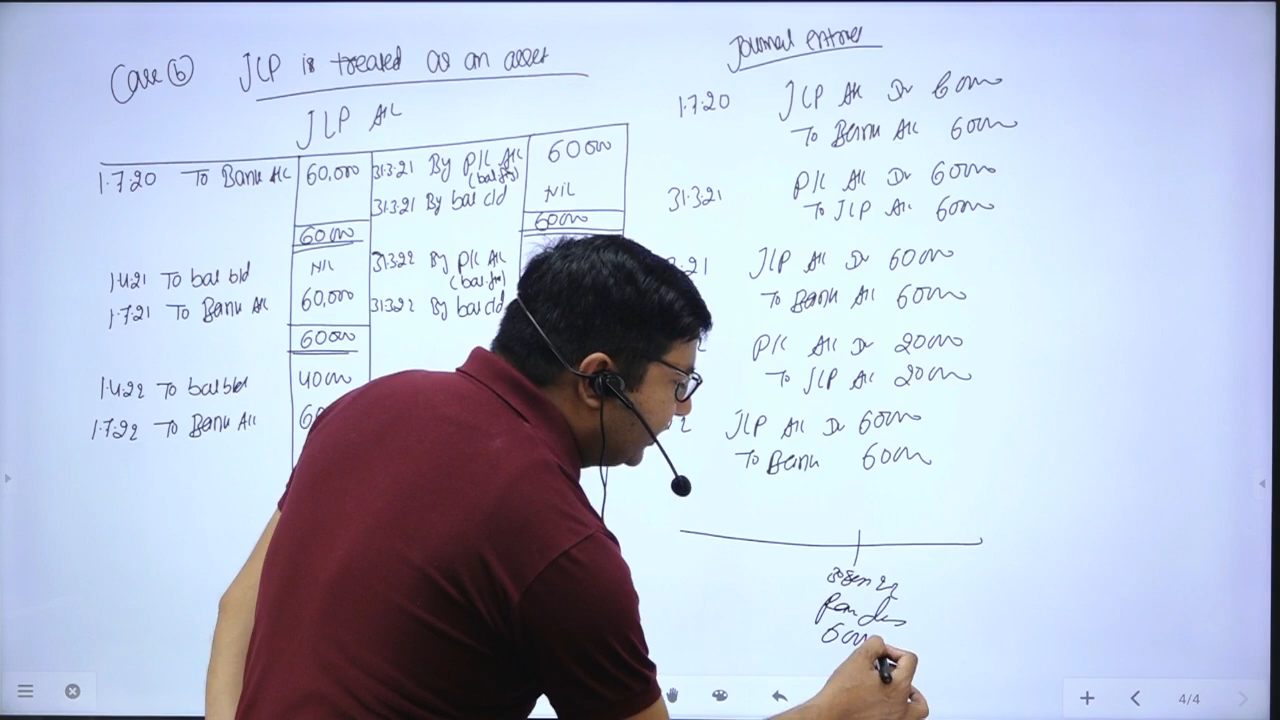 Case ⓑ JLP is treated as an asset
JLP A/c
1.7.20 To Bank A/c 60,000 31.3.21 By P/L A/c 60000
(bal.fig)
31.3.21 By bal c/d NIL
60000 60000
1.4.21 To bal b/d NIL 31.3.22 By P/L A/c
(bal.fig)
1.7.21 To Bank A/c 60,000 31.3.22 By bal c/d
60000
1.4.22 To bal b/d 40000
1.7.22 To Bank A/c
Journal entries
1.7.20 JLP A/c Dr 60000
To Bank A/c 60000
31.3.21 P/L A/c Dr 60000
To JLP A/c 60000
21 JLP A/c Dr 60000
To Bank A/c 60000
2 P/L A/c Dr 20000
To JLP A/c 20000
2 JLP A/c Dr 60000
To Bank 60000
4/4